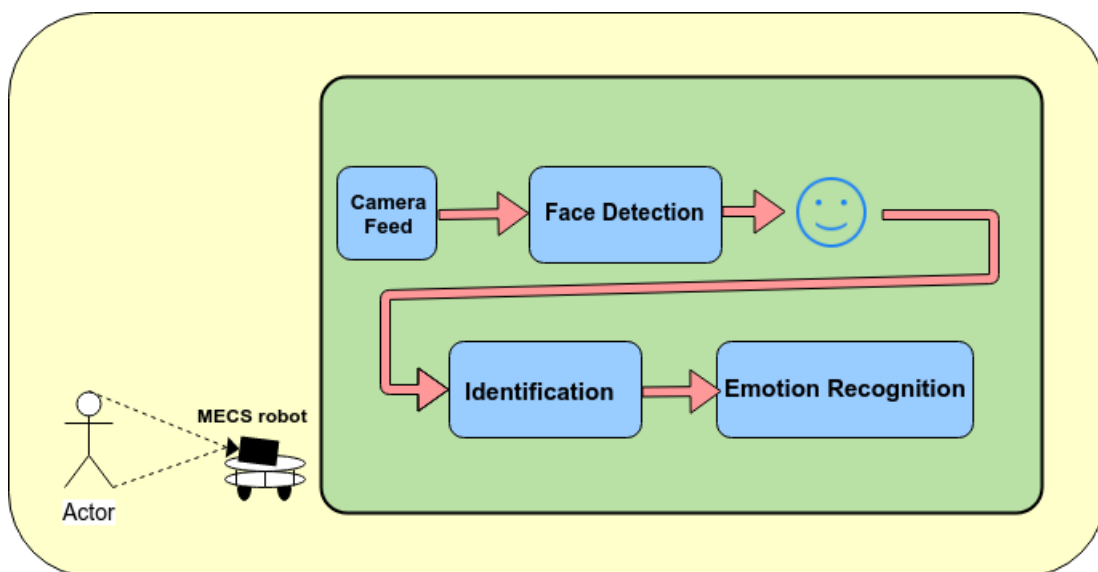 Camera
Feed
Face Detection
Identification
Emotion Recognition
MECS robot
Actor